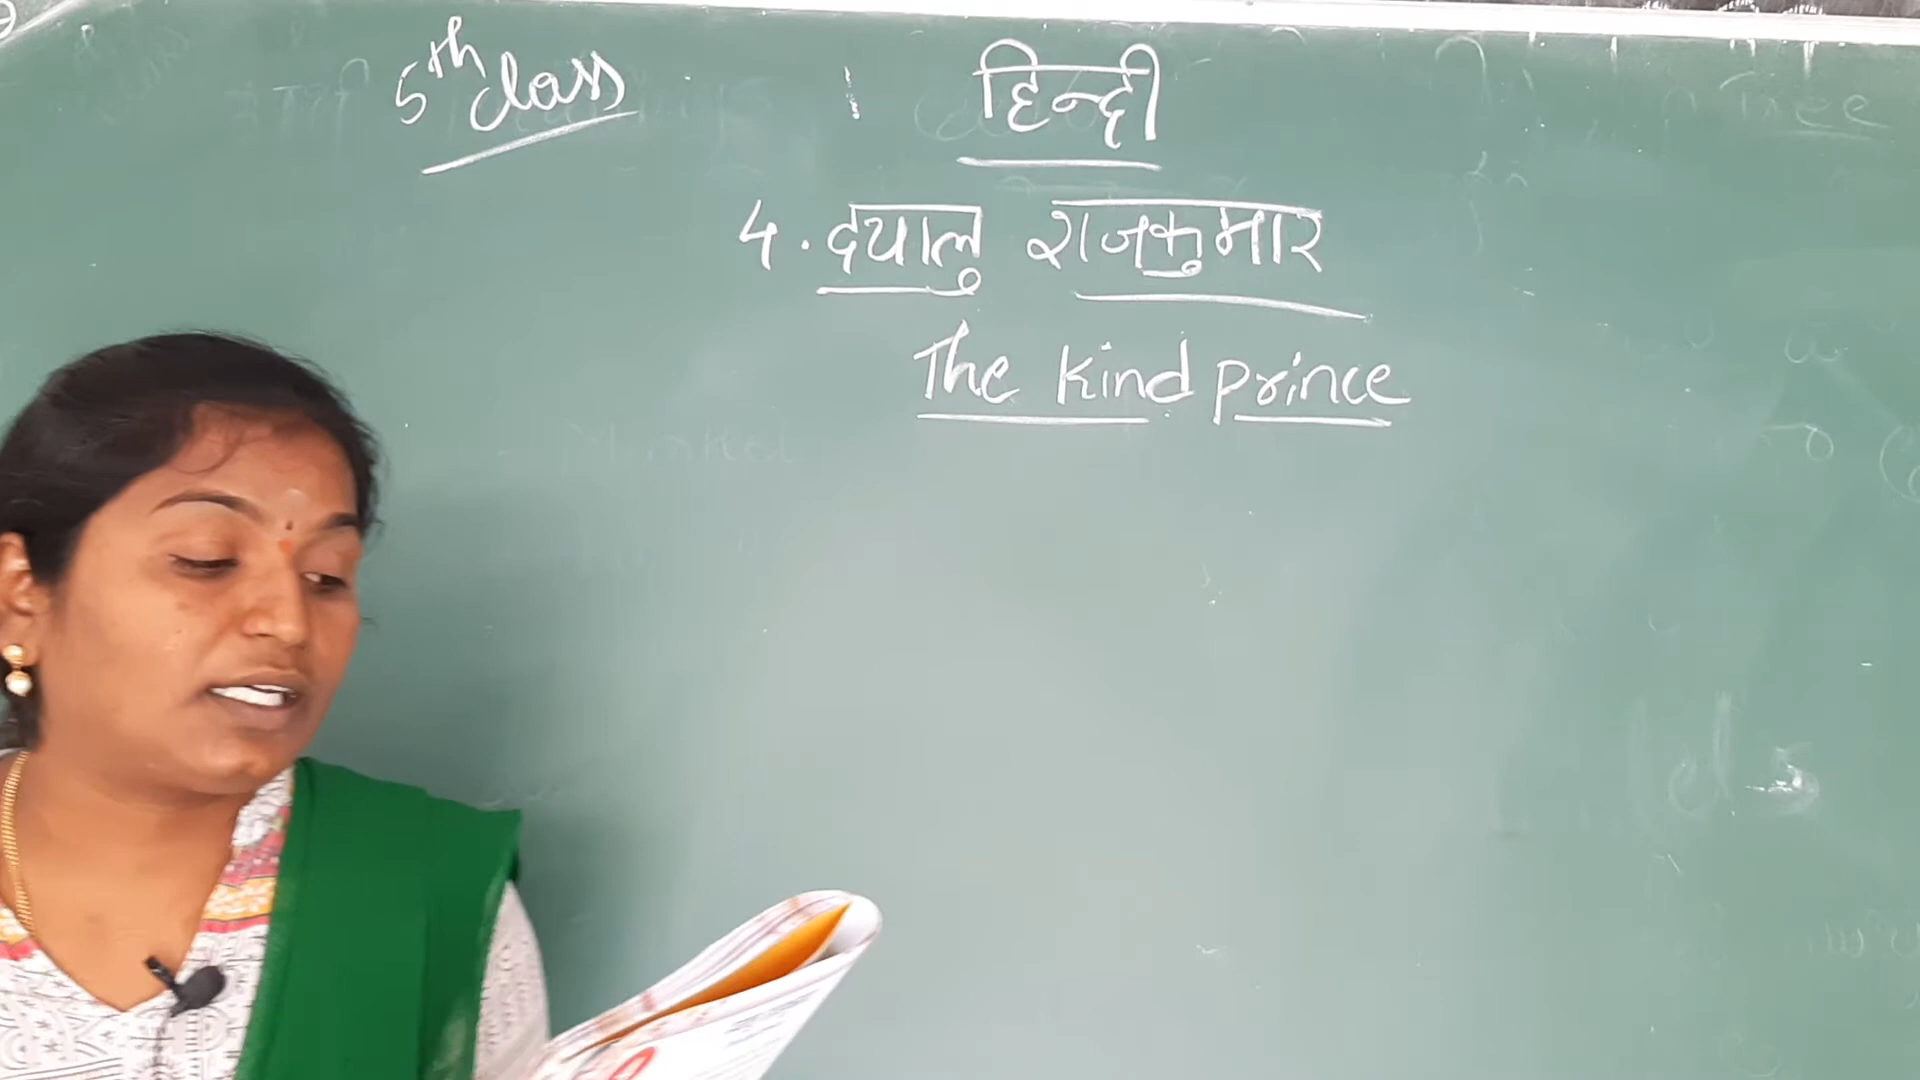 5th class हिन्दी
4. दयालु राजकुमार
The Kind prince